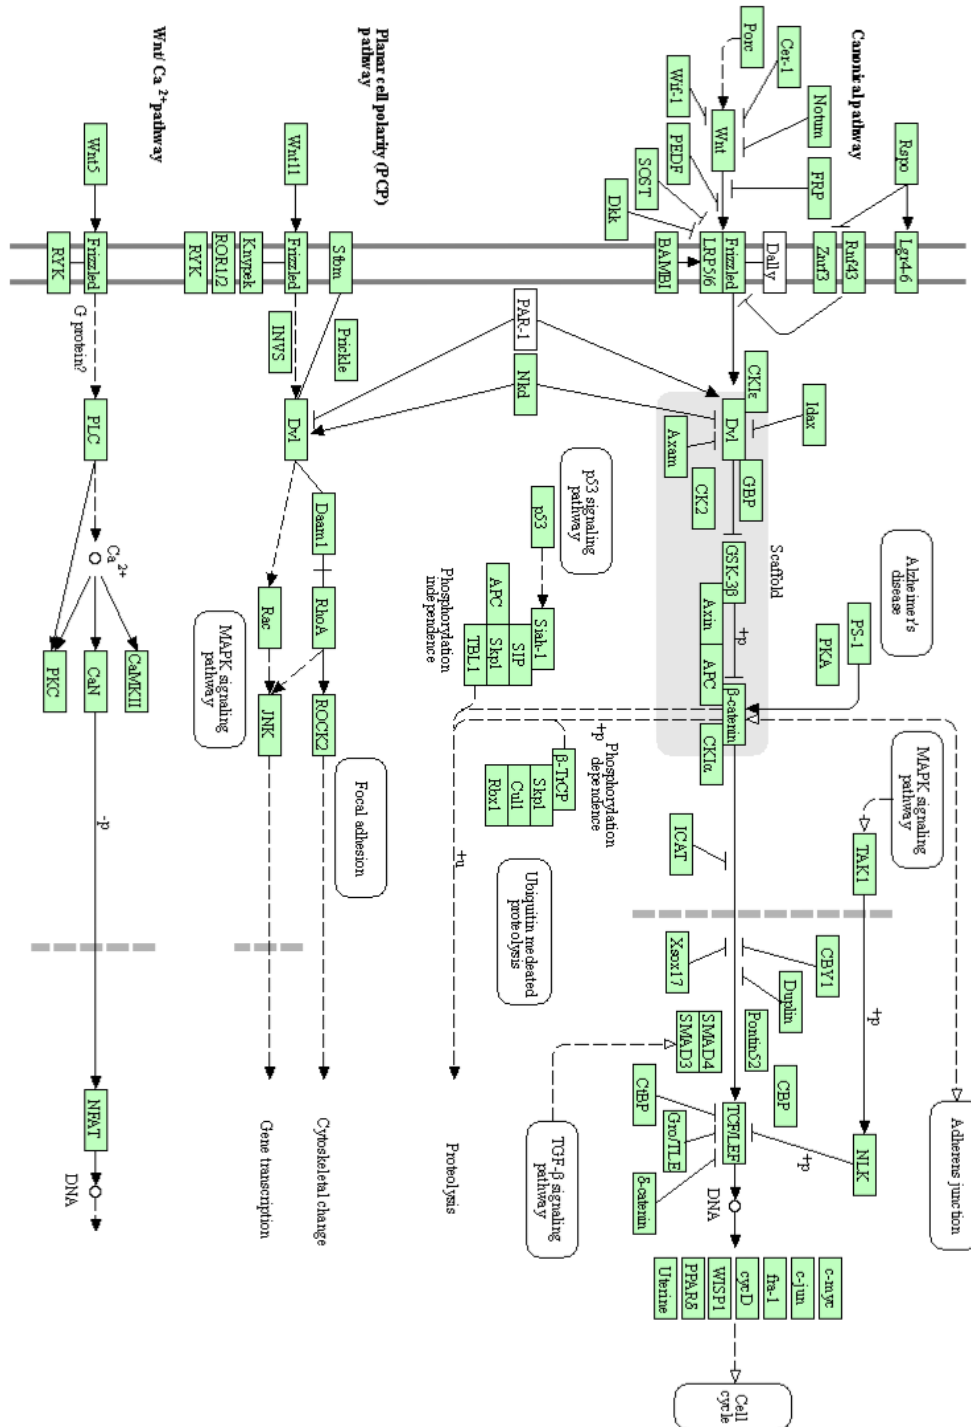 Canonical pathway
Porc
Cer-1
Notum
Rspo
Wif-1
Wnt
FRP
PEDF
SOST
Dkk
BAMBI
LRP5/6
Frizzled
Dally
Znrf3
Rnf43
Lgr4-6
PAR-1
Nkd
CKIε
Dvl
Idax
Axam
CK2
GBP
Scaffold
GSK-3β
Axin
APC
+p
β-catenin
CKIα
Alzheimer's
disease
PS-1
PKA
MAPK signaling
pathway
TAK1
+p
NLK
+p
Adherens junction
ICAT
Xsox17
CBY1
Duplin
Pontin52
SMAD4
SMAD3
CBP
CtBP
Gro/TLE
TCF/LEF
δ-catenin
TGF-β signaling
pathway
DNA
c-myc
c-jun
fra-1
cycD
WISP1
PPARδ
Uterine
Cell
cycle
p53 signaling
pathway
p53
Siah-1
APC
SIP
Skp1
TBL1
Phosphorylation
independence
Phosphorylation
dependence
+p
β-TrCP
Skp1
Cul1
Rbx1
+u
Ubiquitin medeated
proteolysis
Proteolysis
Planar cell polarity (PCP)
pathway
Wnt11
Frizzled
Stbm
Knypek
ROR1/2
RYK
Prickle
INVS
Dvl
Daam1
RhoA
Rac
ROCK2
JNK
MAPK signaling
pathway
Focal adhesion
Cytoskeletal change
Gene transcription
Wnt/ Ca 2+ pathway
Wnt5
Frizzled
RYK
G protein?
PLC
Ca 2+
CaMKII
CaN
PKC
-p
NFAT
DNA